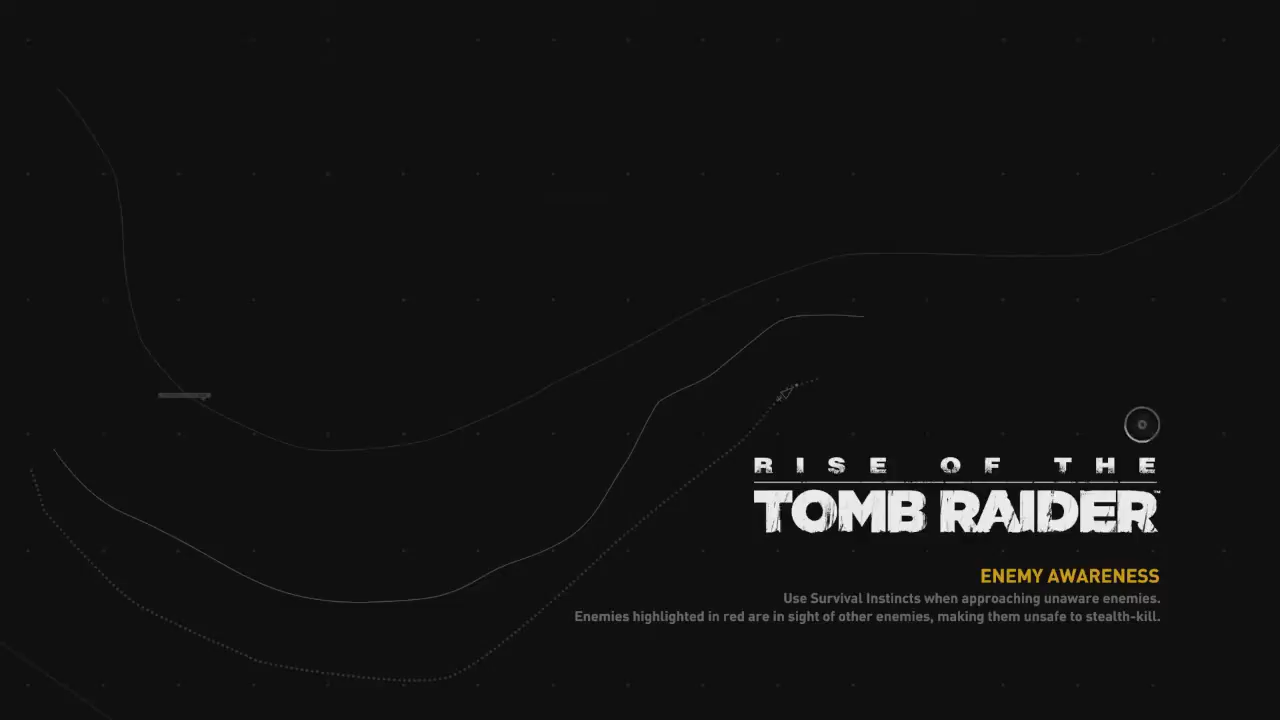 RISE OF THE
TOMB RAIDER™
ENEMY AWARENESS
Use Survival Instincts when approaching unaware enemies.
Enemies highlighted in red are in sight of other enemies, making them unsafe to stealth-kill.